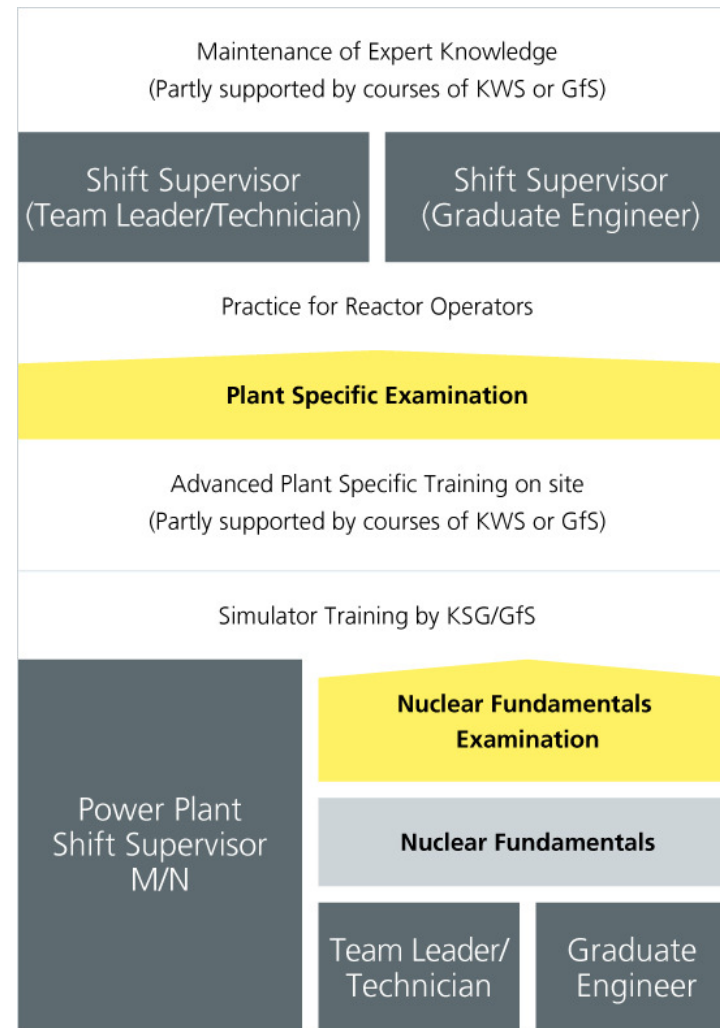 Maintenance of Expert Knowledge
(Partly supported by courses of KWS or GfS)
Shift Supervisor
(Team Leader/Technician)
Shift Supervisor
(Graduate Engineer)
Practice for Reactor Operators
Plant Specific Examination
Advanced Plant Specific Training on site
(Partly supported by courses of KWS or GfS)
Simulator Training by KSG/GfS
Power Plant
Shift Supervisor
M/N
Nuclear Fundamentals
Examination
Nuclear Fundamentals
Team Leader/
Technician
Graduate
Engineer